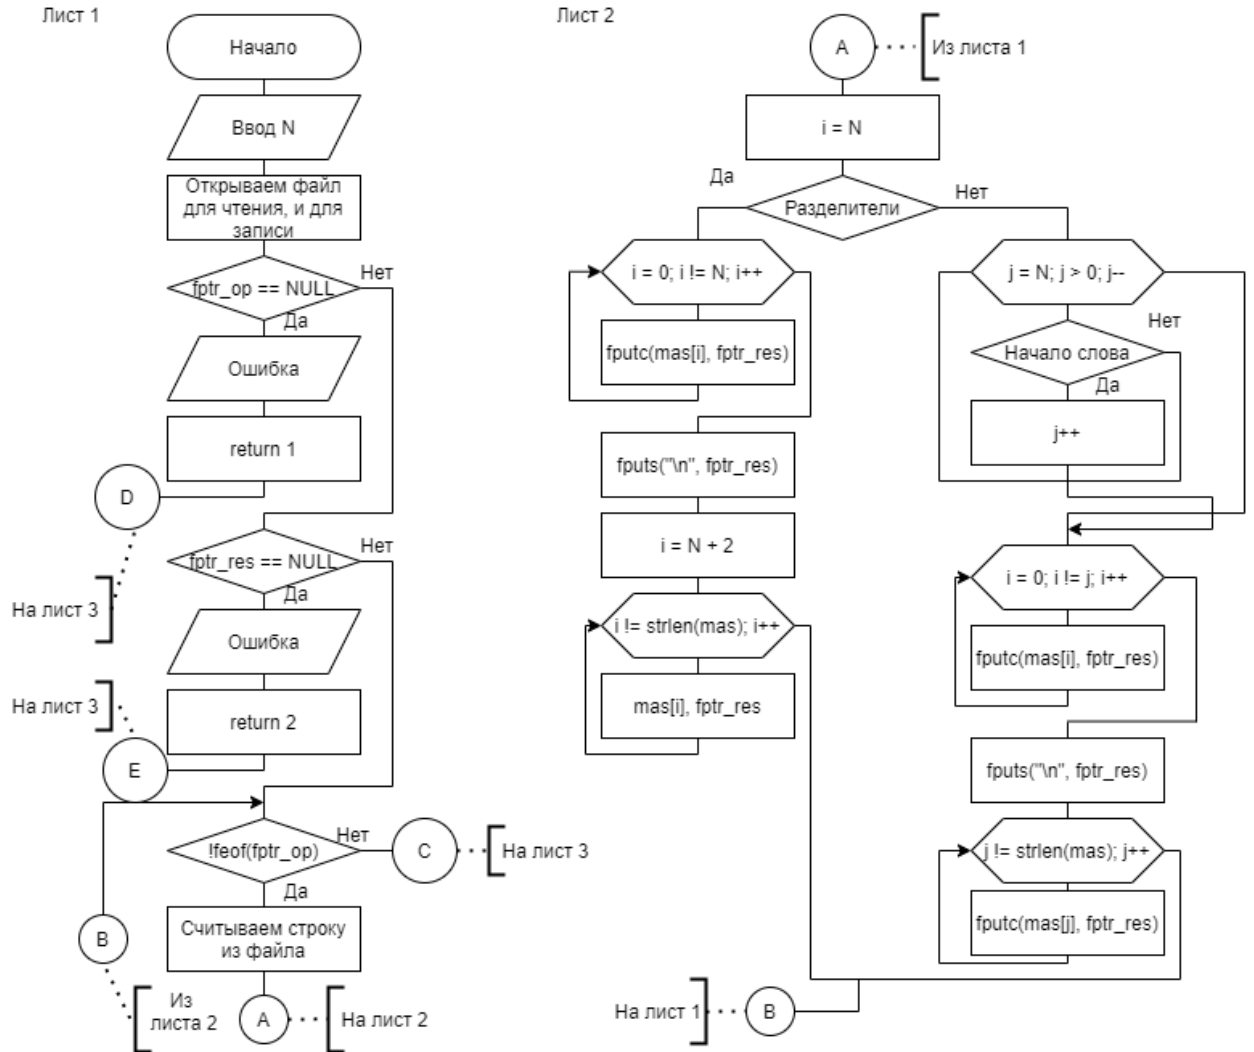 Лист 1
Начало
Ввод N
Открываем файл
для чтения, и для
записи
fptr_op == NULL
Нет
Да
Ошибка
return 1
D
На лист 3
fptr_res == NULL
Нет
Да
Ошибка
return 2
На лист 3
E
!feof(fptr_op)
Нет
C
На лист 3
Да
Считываем строку
из файла
B
Из
листа 2
A
На лист 2
Лист 2
A
Из листа 1
i = N
Да
Разделители
Нет
i = 0; i != N; i++
fputc(mas[i], fptr_res)
fputs("\n", fptr_res)
i = N + 2
i != strlen(mas); i++
mas[i], fptr_res
j = N; j > 0; j--
Нет
Начало слова
Да
j++
i = 0; i != j; i++
fputc(mas[i], fptr_res)
fputs("\n", fptr_res)
j != strlen(mas); j++
fputc(mas[j], fptr_res)
На лист 1
B